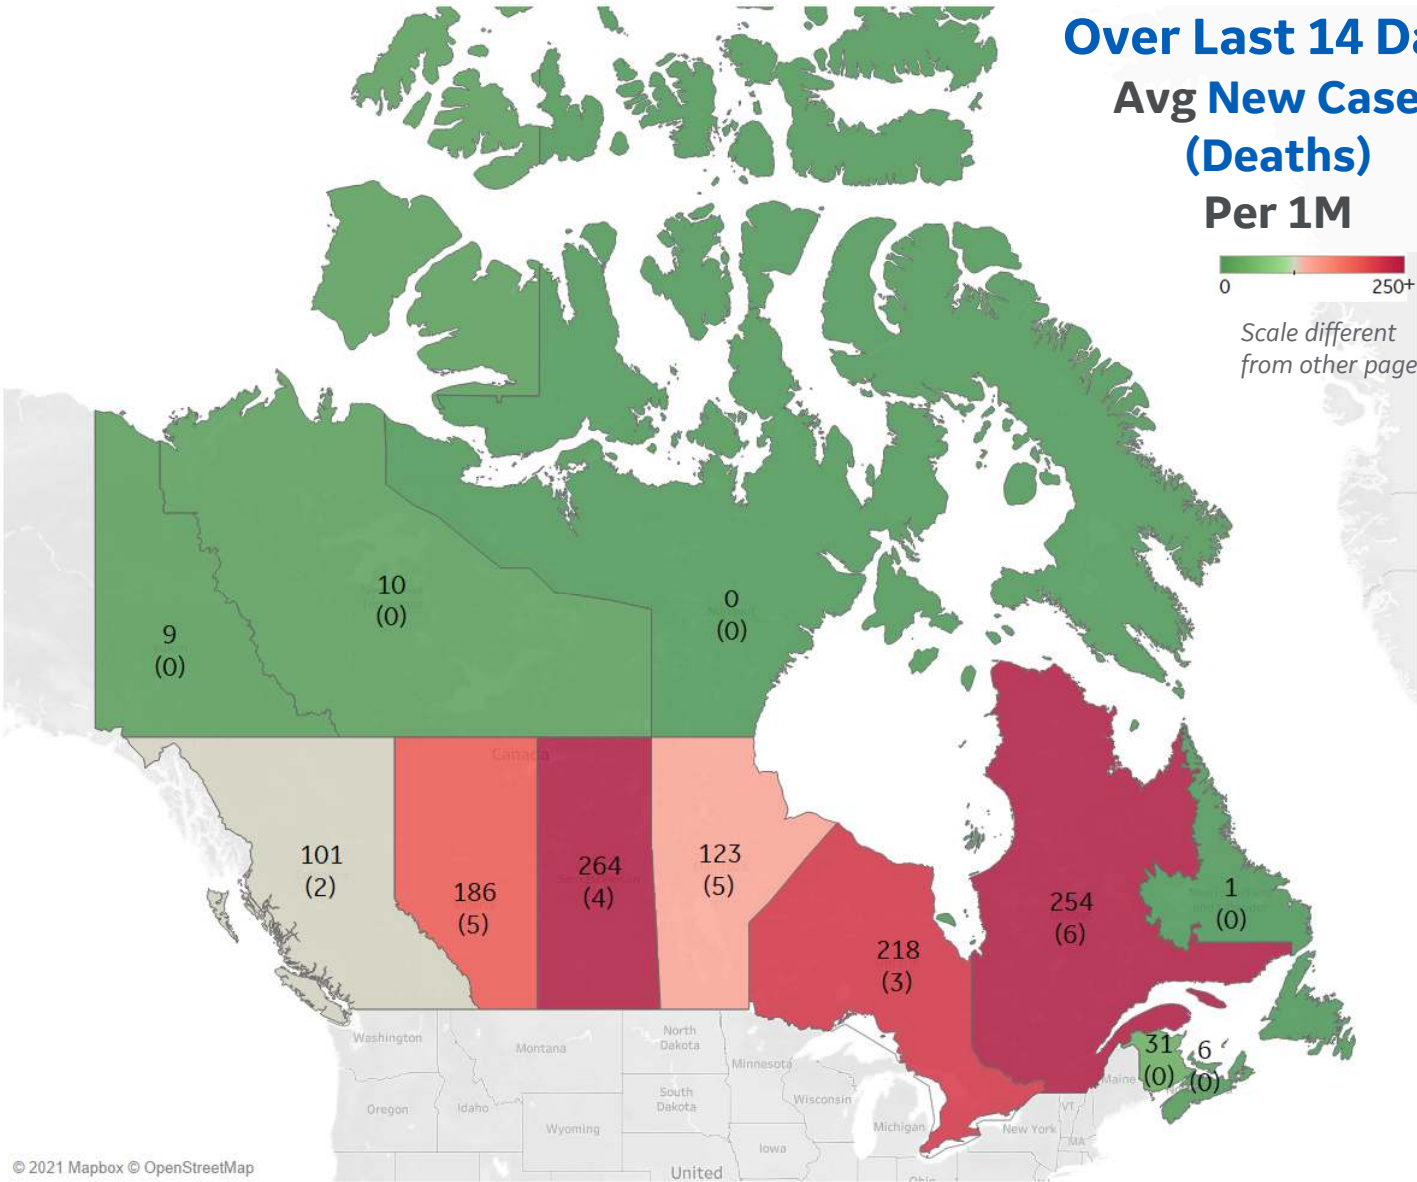 Over Last 14 Da
Avg New Case
(Deaths)
Per 1M
0 250+
Scale different
from other page
10
(0)
0
(0)
9
(0)
Canada
101
(2)
186
(5)
264
(4)
123
(5)
218
(3)
254
(6)
1
(0)
31
(0)
6
(0)
Washington
Montana
North
Dakota
Minnesota
Maine
Oregon
Idaho
South
Dakota
Wisconsin
Michigan
New York
VT
MA
Wyoming
Iowa
Ohio
United
© 2021 Mapbox © OpenStreetMap